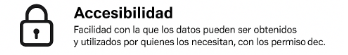 Accesibilidad
Facilidad con la que los datos pueden ser obtenidos
y utilizados por quienes los necesitan, con los permiso dec.